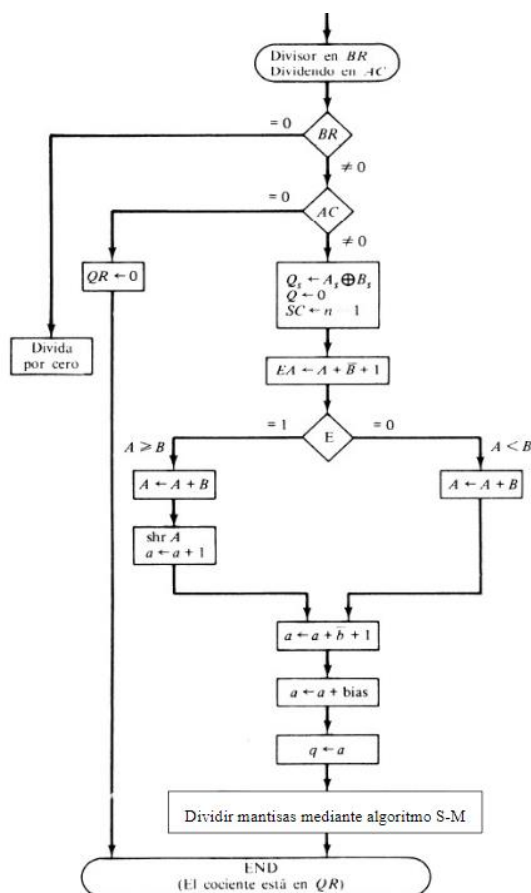 Divisor en BR
Dividendo en AC
= 0
BR
≠ 0
= 0
AC
≠ 0
QR ← 0
Qₛ ← Aₛ ⊕ Bₛ
Q ← 0
SC ← n 1
Divida
por cero
EA ← A + B̅ + 1
= 1
E
= 0
A ≥ B
A < B
A ← A + B
A ← A + B
shr A
a ← a + 1
a ← a + b̅ + 1
a ← a + bias
q ← a
Dividir mantisas mediante algoritmo S-M
END
(El cociente está en QR)